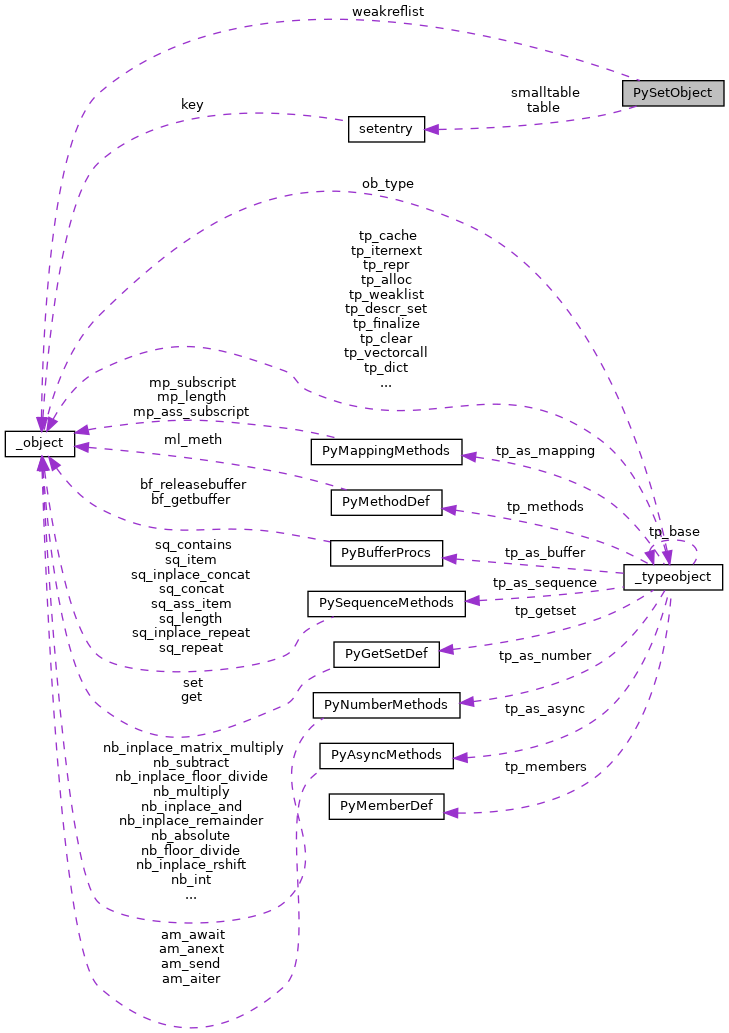 weakreflist
PySetObject
smalltable
table
key
setentry
ob_type
tp_cache
tp_iternext
tp_repr
tp_alloc
tp_weaklist
tp_descr_set
tp_finalize
tp_clear
tp_vectorcall
tp_dict
...
mp_subscript
mp_length
mp_ass_subscript
_object
ml_meth
PyMappingMethods
tp_as_mapping
bf_releasebuffer
bf_getbuffer
PyMethodDef
tp_methods
tp_base
sq_contains
sq_item
sq_inplace_concat
sq_concat
sq_ass_item
sq_length
sq_inplace_repeat
sq_repeat
PyBufferProcs
tp_as_buffer
_typeobject
PySequenceMethods
tp_as_sequence
tp_getset
set
get
PyGetSetDef
tp_as_number
PyNumberMethods
tp_as_async
nb_inplace_matrix_multiply
nb_subtract
nb_inplace_floor_divide
nb_multiply
nb_inplace_and
nb_inplace_remainder
nb_absolute
nb_floor_divide
nb_inplace_rshift
nb_int
...
PyAsyncMethods
tp_members
PyMemberDef
am_await
am_anext
am_send
am_aiter